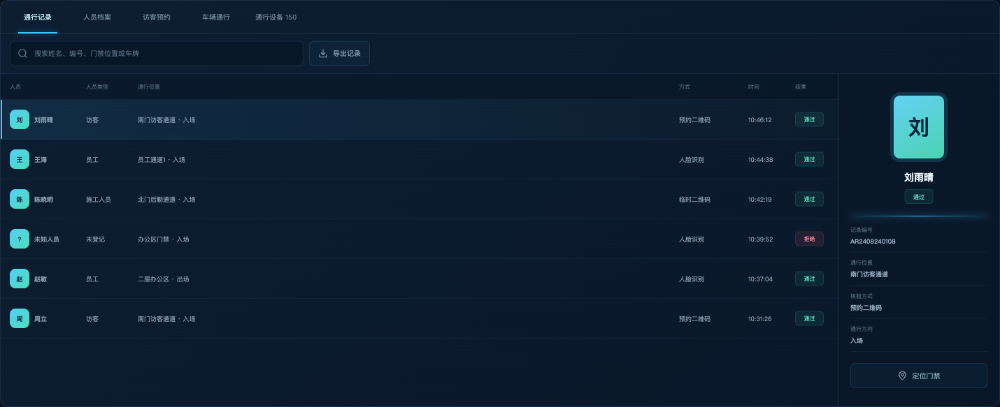 通行记录 人员档案 访客预约 车辆通行 通行设备 150
搜索姓名、编号、门禁位置或车牌 导出记录
人员 人员类型 通行位置 方式 时间 结果
刘 刘雨晴 访客 南门访客通道 · 入场 预约二维码 10:46:12 通过
王 王海 员工 员工通道1 · 入场 人脸识别 10:44:38 通过
陈 陈晓明 施工人员 北门后勤通道 · 入场 临时二维码 10:42:19 通过
? 未知人员 未登记 办公区门禁 · 入场 人脸识别 10:39:52 拒绝
赵 赵敏 员工 二层办公区 · 出场 人脸识别 10:37:04 通过
周 周立 访客 南门访客通道 · 入场 预约二维码 10:31:26 通过
刘
刘雨晴
通过
记录编号
AR2408240108
通行位置
南门访客通道
核验方式
预约二维码
通行方向
入场
定位门禁